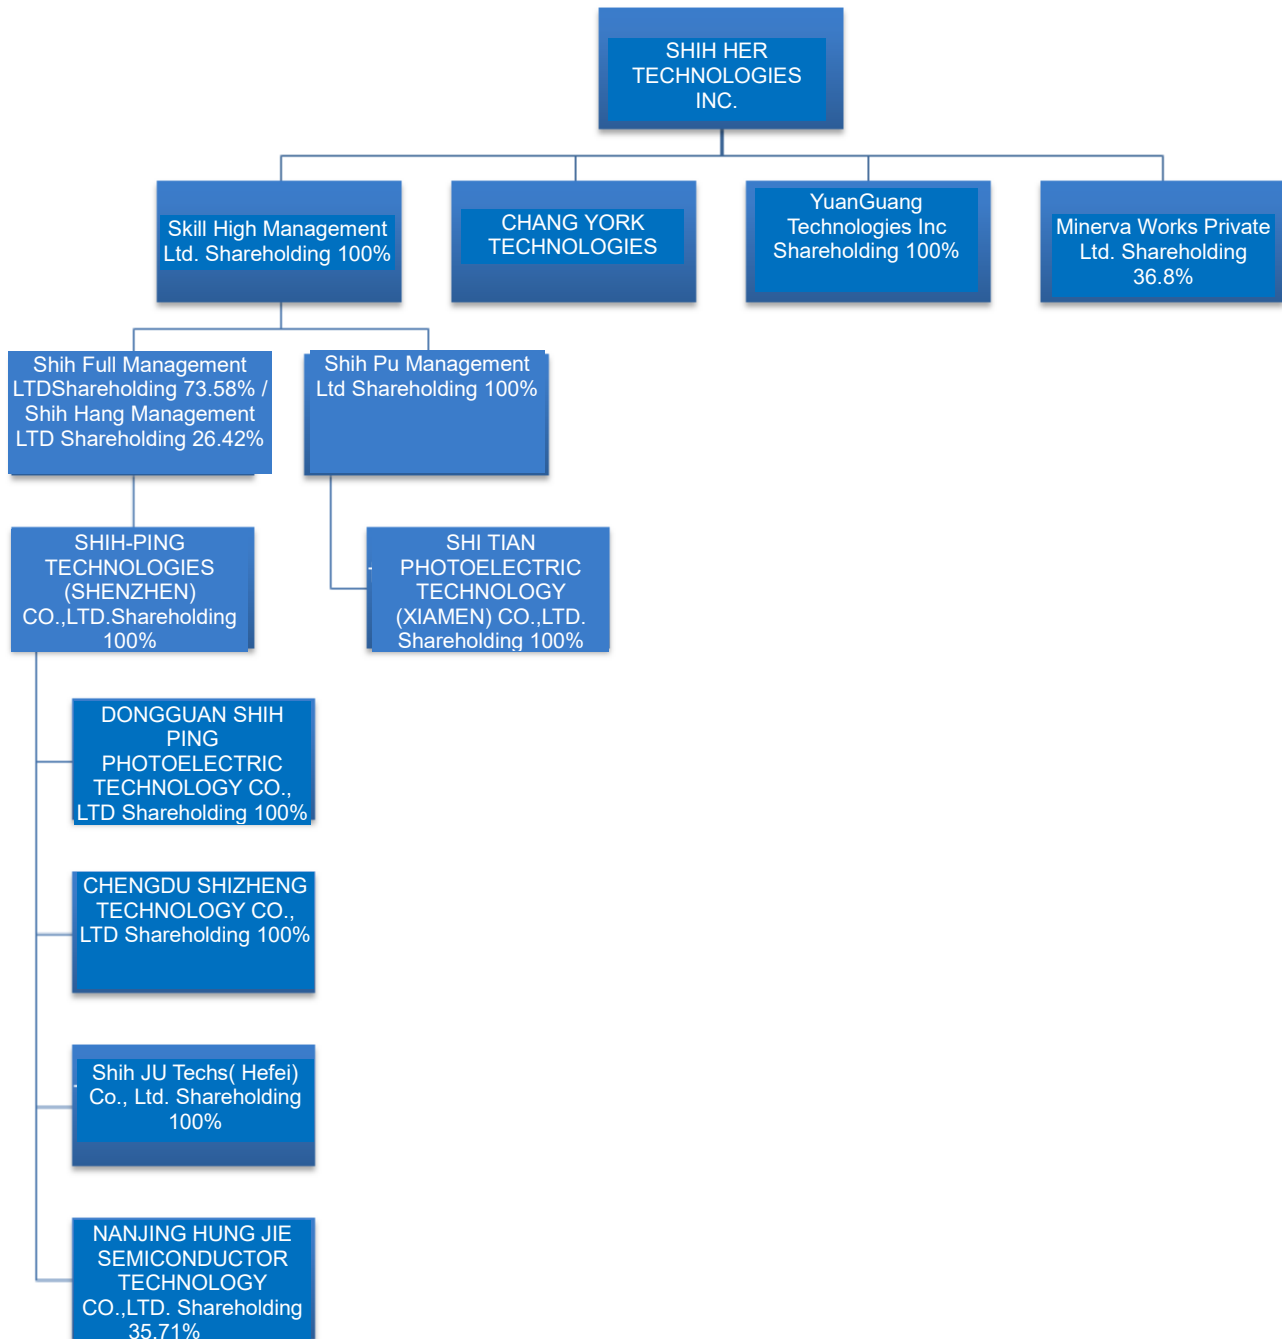 SHIH HER
TECHNOLOGIES
INC.
Skill High Management
Ltd. Shareholding 100%
CHANG YORK
TECHNOLOGIES
YuanGuang
Technologies Inc
Shareholding 100%
Minerva Works Private
Ltd. Shareholding
36.8%
Shih Full Management
LTDShareholding 73.58% /
Shih Hang Management
LTD Shareholding 26.42%
Shih Pu Management
Ltd Shareholding 100%
SHIH-PING
TECHNOLOGIES
(SHENZHEN)
CO.,LTD.Shareholding
100%
SHI TIAN
PHOTOELECTRIC
TECHNOLOGY
(XIAMEN) CO.,LTD.
Shareholding 100%
DONGGUAN SHIH
PING
PHOTOELECTRIC
TECHNOLOGY CO.,
LTD Shareholding 100%
CHENGDU SHIZHENG
TECHNOLOGY CO.,
LTD Shareholding 100%
Shih JU Techs( Hefei)
Co., Ltd. Shareholding
100%
NANJING HUNG JIE
SEMICONDUCTOR
TECHNOLOGY
CO.,LTD. Shareholding
35.71%